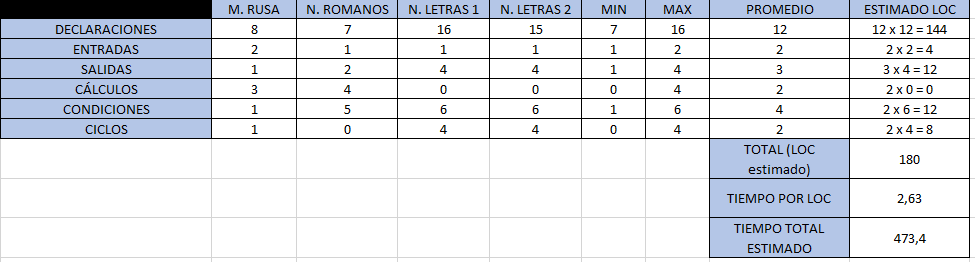 M. RUSA N. ROMANOS N. LETRAS 1 N. LETRAS 2 MIN MAX PROMEDIO ESTIMADO LOC
DECLARACIONES 8 7 16 15 7 16 12 12 x 12 = 144
ENTRADAS 2 1 1 1 1 2 2 2 x 2 = 4
SALIDAS 1 2 4 4 1 4 3 3 x 4 = 12
CÁLCULOS 3 4 0 0 0 4 2 2 x 0 = 0
CONDICIONES 1 5 6 6 1 6 4 2 x 6 = 12
CICLOS 1 0 4 4 0 4 2 2 x 4 = 8
TOTAL (LOC
estimado) 180
TIEMPO POR LOC 2,63
TIEMPO TOTAL
ESTIMADO 473,4